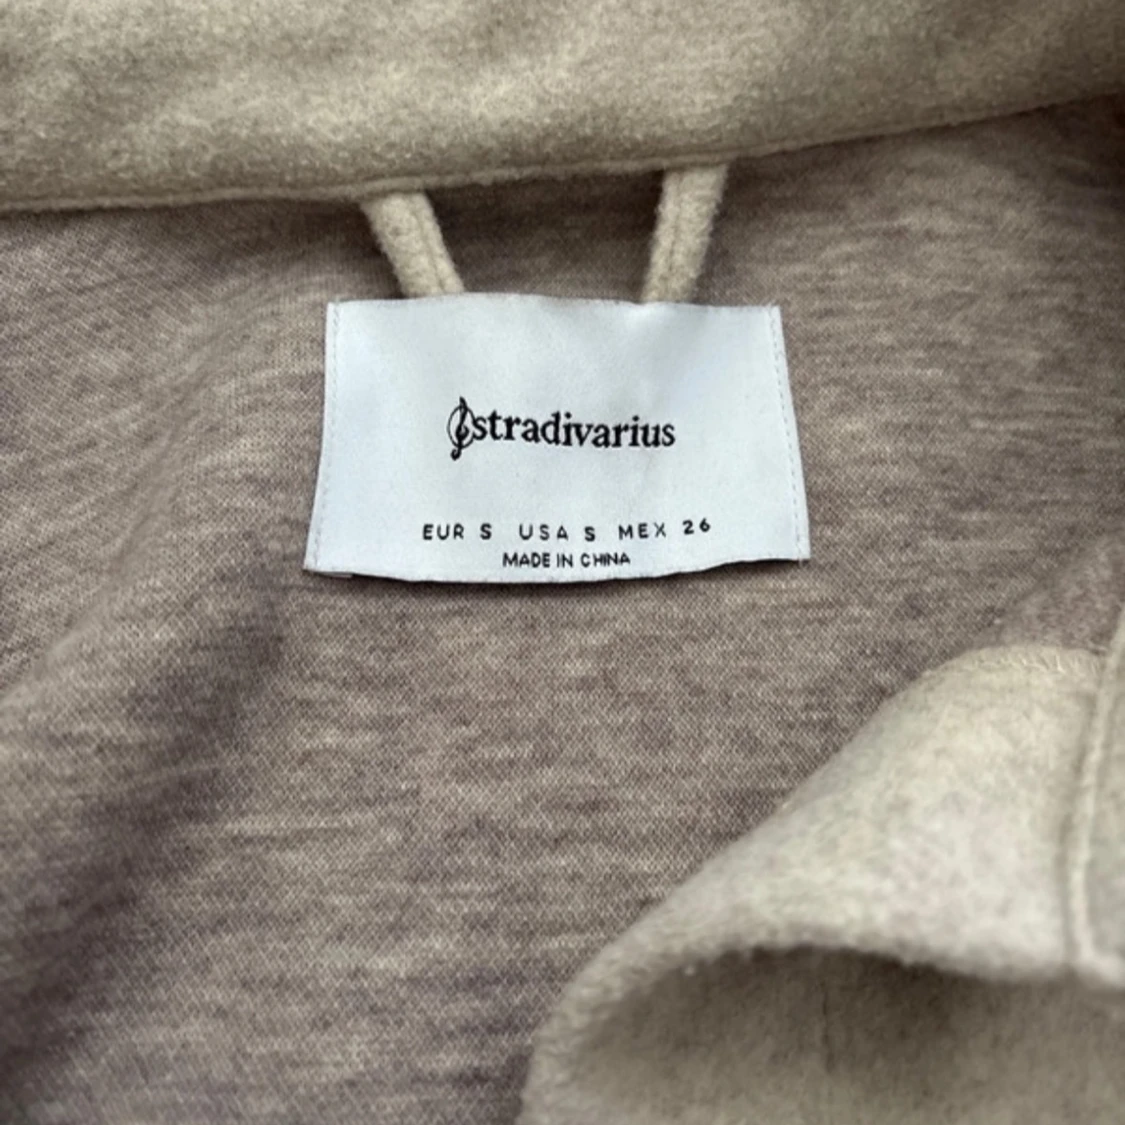 stradivarius
EUR S USA S MEX 26
MADE IN CHINA